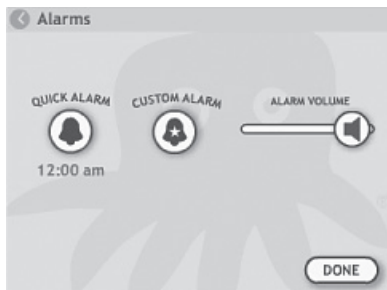 Alarms
QUICK ALARM
CUSTOM ALARM
ALARM VOLUME
12:00 am
DONE